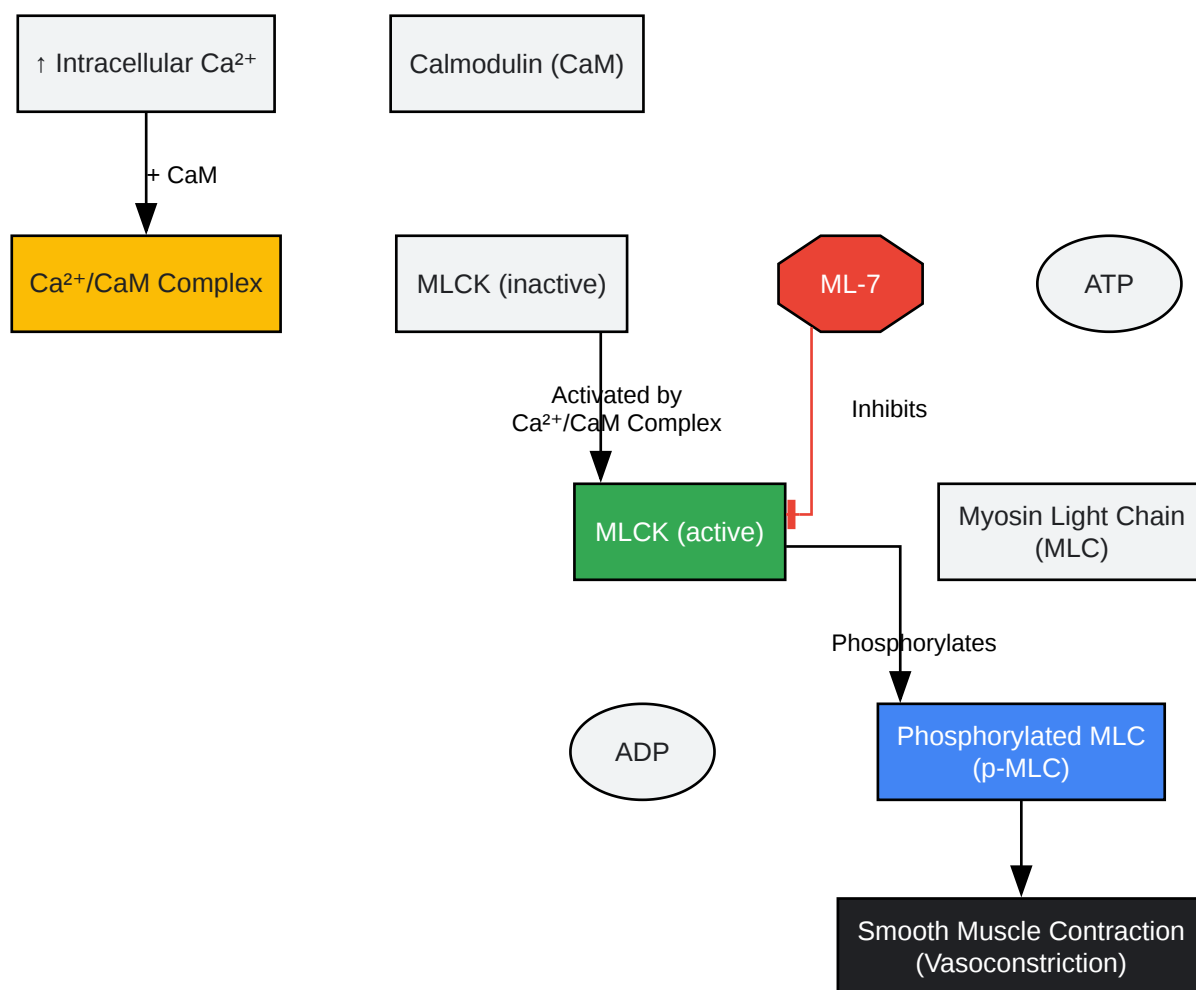 ↑ Intracellular Ca²⁺
Calmodulin (CaM)
+ CaM
Ca²⁺/CaM Complex
MLCK (inactive)
ML-7
ATP
Activated by
Ca²⁺/CaM Complex
Inhibits
MLCK (active)
Myosin Light Chain
(MLC)
Phosphorylates
ADP
Phosphorylated MLC
(p-MLC)
Smooth Muscle Contraction
(Vasoconstriction)